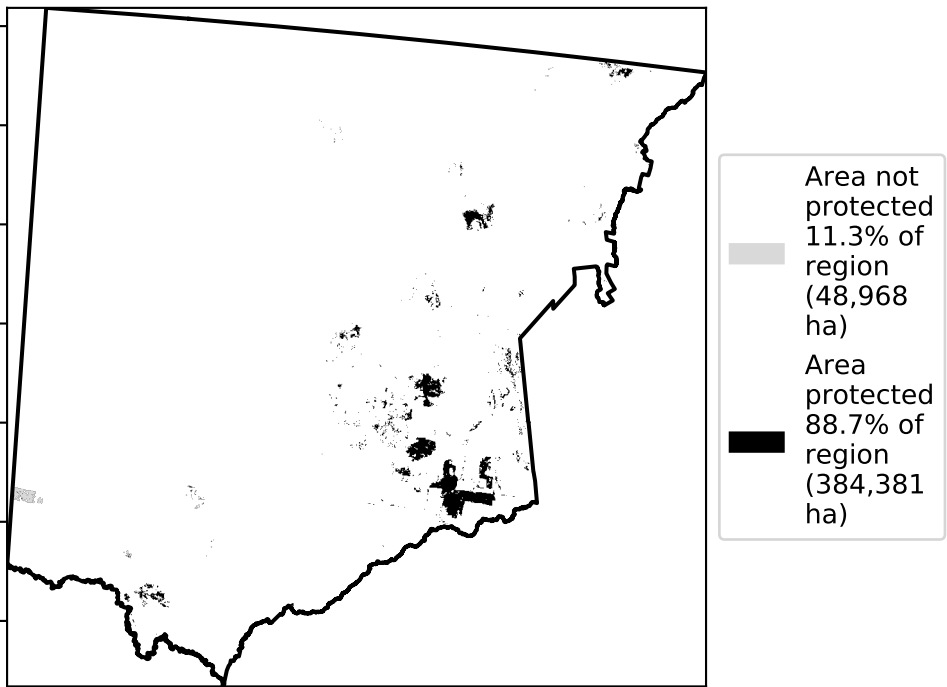 Area not
protected
11.3% of
region
(48,968
ha)
Area
protected
88.7% of
region
(384,381
ha)